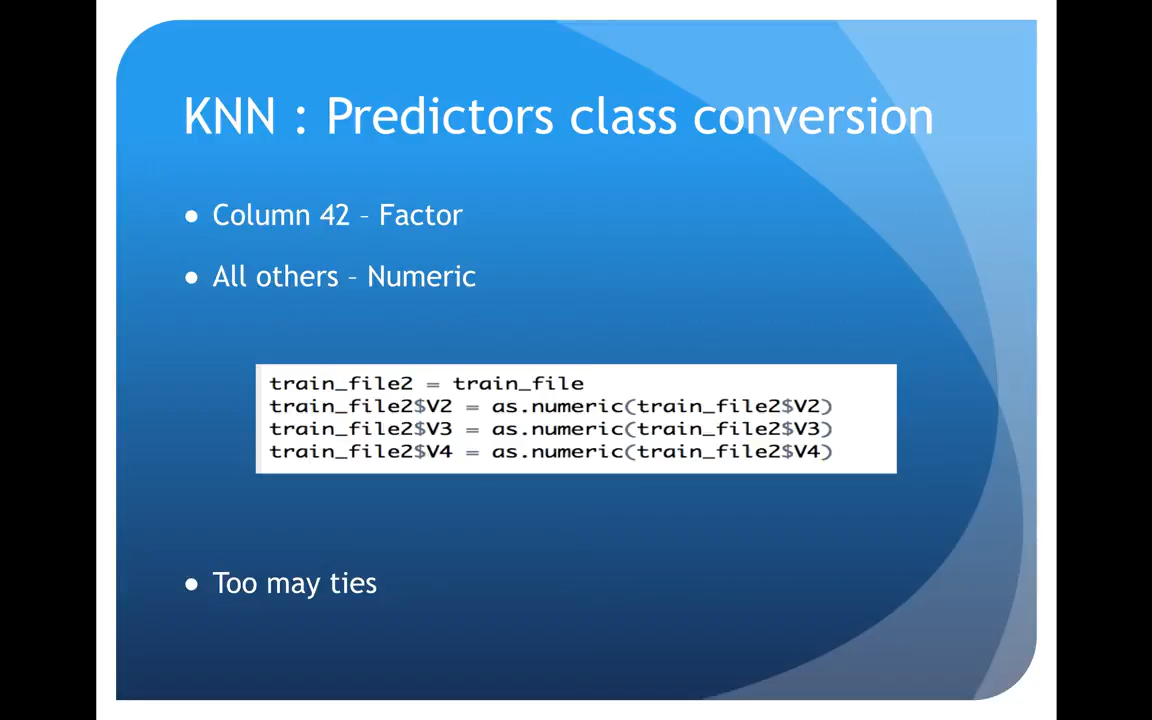 KNN : Predictors class conversion
● Column 42 – Factor
● All others – Numeric
train_file2 = train_file
train_file2$V2 = as.numeric(train_file2$V2)
train_file2$V3 = as.numeric(train_file2$V3)
train_file2$V4 = as.numeric(train_file2$V4)
● Too may ties